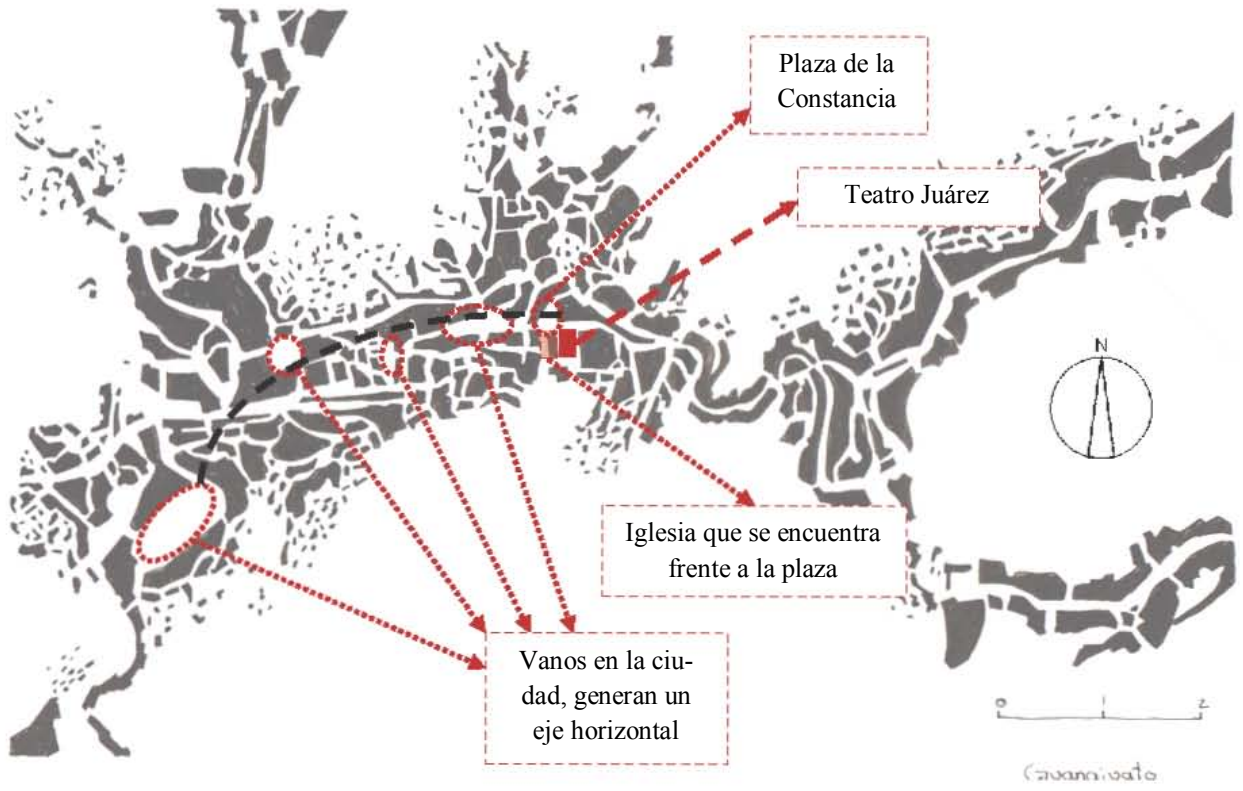 Plaza de la
Constancia
Teatro Juárez
N
Iglesia que se encuentra
frente a la plaza
Vanos en la ciu-
dad, generan un
eje horizontal
0 1 2